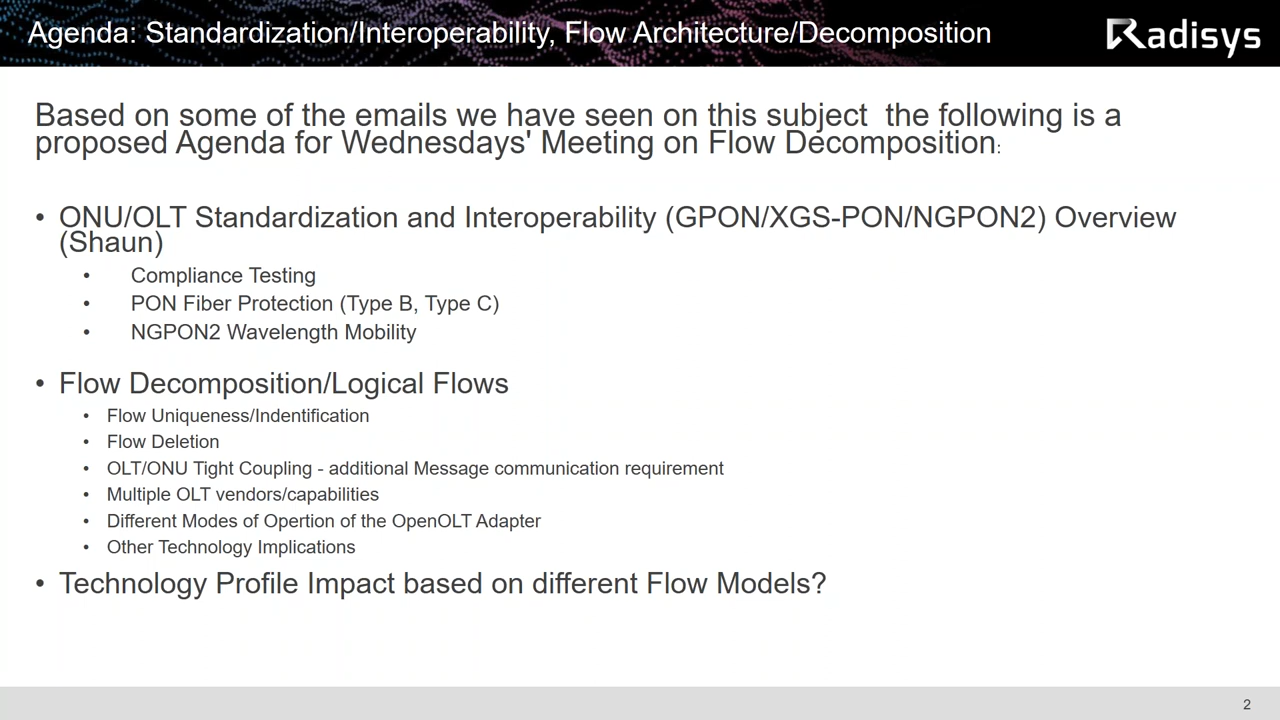 Agenda: Standardization/Interoperability, Flow Architecture/Decomposition
Radisys
Based on some of the emails we have seen on this subject  the following is a
proposed Agenda for Wednesdays' Meeting on Flow Decomposition:
• ONU/OLT Standardization and Interoperability (GPON/XGS-PON/NGPON2) Overview
(Shaun)
• Compliance Testing
• PON Fiber Protection (Type B, Type C)
• NGPON2 Wavelength Mobility
• Flow Decomposition/Logical Flows
• Flow Uniqueness/Indentification
• Flow Deletion
• OLT/ONU Tight Coupling - additional Message communication requirement
• Multiple OLT vendors/capabilities
• Different Modes of Opertion of the OpenOLT Adapter
• Other Technology Implications
• Technology Profile Impact based on different Flow Models?
2